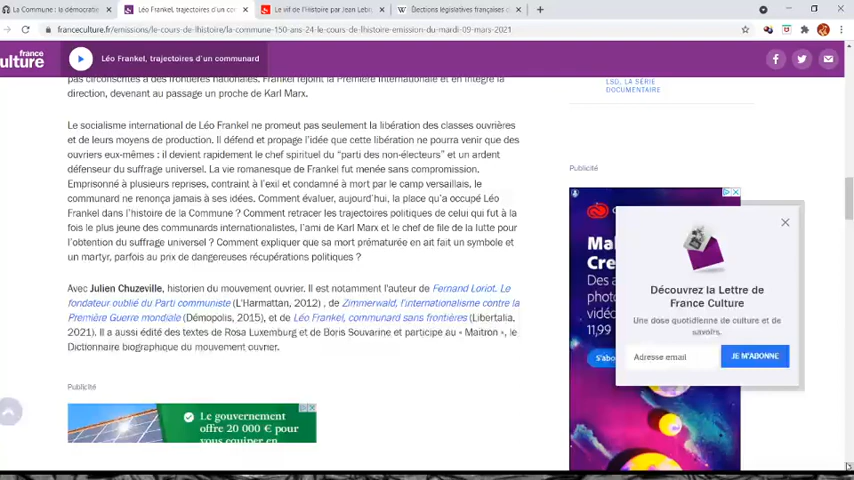 La Commune : la démocratie
Léo Frankel, trajectoires d'un co
Le vif de l'Histoire par Jean Lebr
Élections législatives françaises d
franceculture.fr/emissions/le-cours-de-lhistoire/la-commune-150-ans-24-le-cours-de-lhistoire-emission-du-mardi-09-mars-2021
france
culture
Léo Frankel, trajectoires d'un communard
pas circonscrites à des frontières nationales. Frankel rejoint la Première Internationale et en intègre la
direction, devenant au passage un proche de Karl Marx.
LSD, LA SÉRIE
DOCUMENTAIRE
Le socialisme international de Léo Frankel ne promeut pas seulement la libération des classes ouvrières
et de leurs moyens de production. Il défend et propage l'idée que cette libération ne pourra venir que des
ouvriers eux-mêmes : il devient rapidement le chef spirituel du "parti des non-électeurs" et un ardent
défenseur du suffrage universel. La vie romanesque de Frankel fut menée sans compromission.
Emprisonné à plusieurs reprises, contraint à l'exil et condamné à mort par le camp versaillais, le
communard ne renonça jamais à ses idées. Comment évaluer, aujourd'hui, la place qu'a occupé Léo
Frankel dans l'histoire de la Commune ? Comment retracer les trajectoires politiques de celui qui fut à la
fois le plus jeune des communards internationalistes, l'ami de Karl Marx et le chef de file de la lutte pour
l'obtention du suffrage universel ? Comment expliquer que sa mort prématurée en ait fait un symbole et
un martyr, parfois au prix de dangereuses récupérations politiques ?
Avec Julien Chuzeville, historien du mouvement ouvrier. Il est notamment l'auteur de Fernand Loriot. Le
fondateur oublié du Parti communiste (L'Harmattan, 2012) , de Zimmerwald, l'internationalisme contre la
Première Guerre mondiale (Démopolis, 2015), et de Léo Frankel, communard sans frontières (Libertalia,
2021). Il a aussi édité des textes de Rosa Luxemburg et de Boris Souvarine et participe au « Maitron », le
Dictionnaire biographique du mouvement ouvrier.
Publicité
Le gouvernement
offre 20 000 € pour
vous équiper en
Publicité
Ma
Cre
photo
vidéo
11,99
S'abo
Découvrez la Lettre de
France Culture
Une dose quotidienne de culture et de
savoirs.
Adresse email
JE M'ABONNE